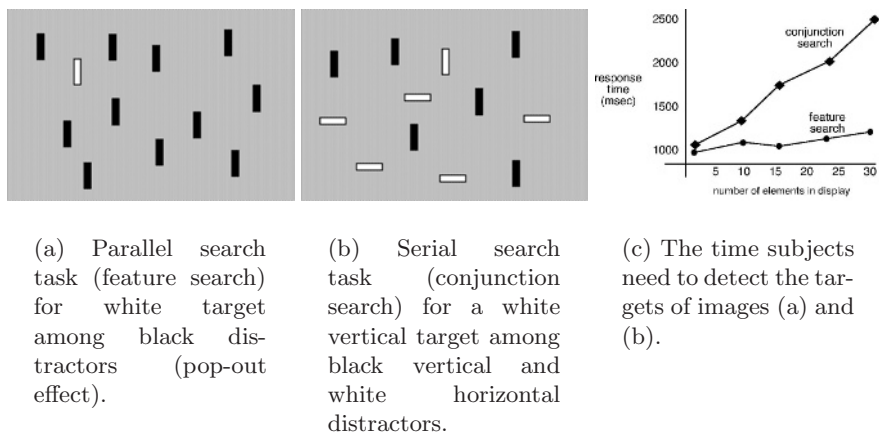 2500
2000
1500
1000
response
time
(msec)
conjunction
search
feature
search
5 10 15 20 25 30
number of elements in display
(a) Parallel search
task (feature search)
for white target
among black dis-
tractors (pop-out
effect).
(b) Serial search
task (conjunction
search) for a white
vertical target among
black vertical and
white horizontal
distractors.
(c) The time subjects
need to detect the tar-
gets of images (a) and
(b).